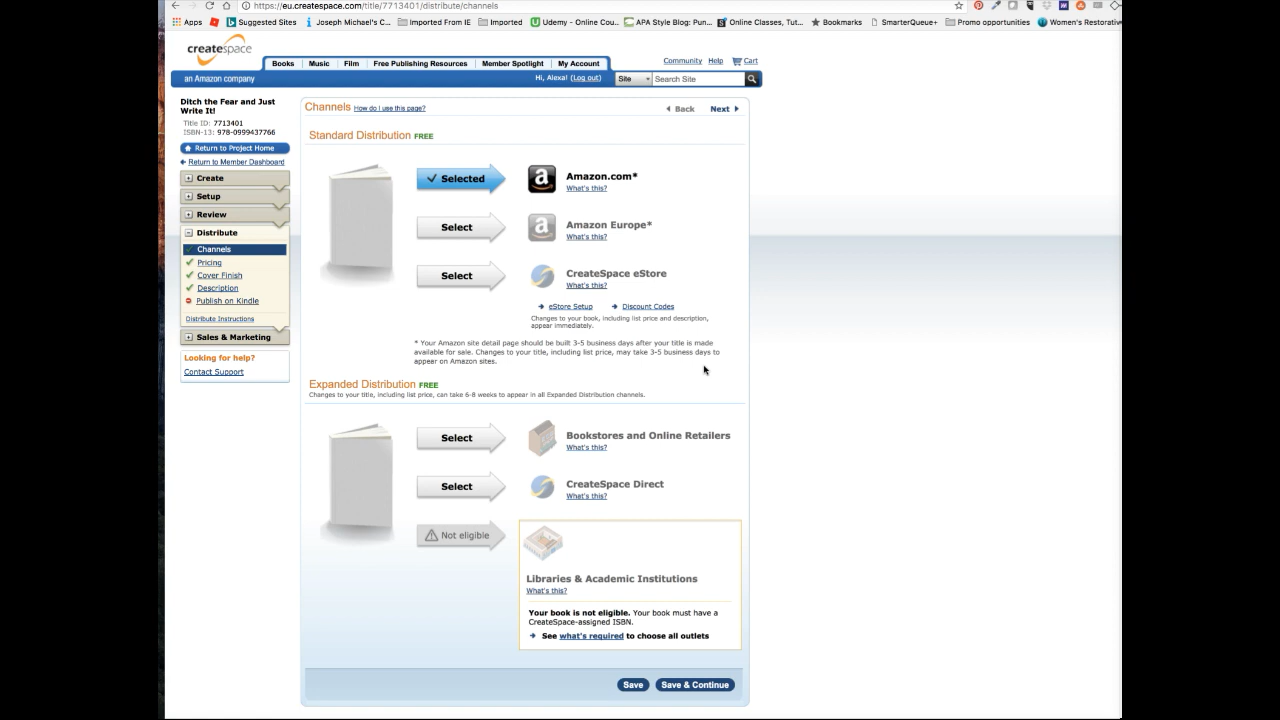 https://eu.createspace.com/title/7713401/distribute/channels
Apps Suggested Sites Joseph Michael's C... Imported From IE Imported Udemy - Online Cou... APA Style Blog: Pun... Online Classes, Tut... Bookmarks SmarterQueue+ Promo opportunities Women's Restorativ
createspace
an Amazon company
Books Music Film Free Publishing Resources Member Spotlight My Account
Community Help Cart
Hi, Alexa! (Log out) Site Search Site
Ditch the Fear and Just
Write It!
Title ID: 7713401
ISBN-13: 978-0999437766
Return to Project Home
Return to Member Dashboard
Create
Setup
Review
Distribute
Channels
Pricing
Cover Finish
Description
Publish on Kindle
Distribute Instructions
Sales & Marketing
Looking for help?
Contact Support
Channels How do I use this page? Back Next
Standard Distribution FREE
Selected Amazon.com*
What's this?
Select Amazon Europe*
What's this?
Select CreateSpace eStore
What's this?
eStore Setup Discount Codes
Changes to your book, including list price and description,
appear immediately.
* Your Amazon site detail page should be built 3-5 business days after your title is made
available for sale. Changes to your title, including list price, may take 3-5 business days to
appear on Amazon sites.
Expanded Distribution FREE
Changes to your title, including list price, can take 6-8 weeks to appear in all Expanded Distribution channels.
Select Bookstores and Online Retailers
What's this?
Select CreateSpace Direct
What's this?
Not eligible
Libraries & Academic Institutions
What's this?
Your book is not eligible. Your book must have a
CreateSpace-assigned ISBN.
See what's required to choose all outlets
Save Save & Continue